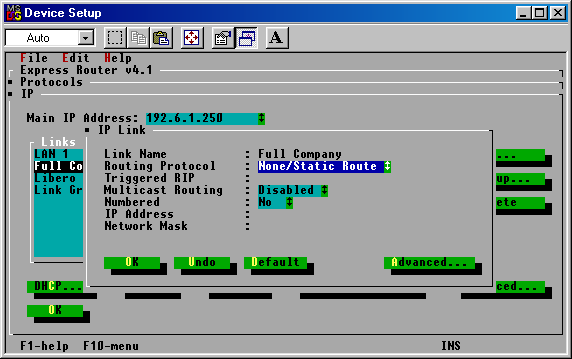 Device Setup
Auto
A
File Edit Help
Express Router v4.1
Protocols
IP
Main IP Address: 192.6.1.250
Links
IP Link
LAN 1
Full Co
Libero
Link Gr
Link Name : Full Company
Routing Protocol : None/Static Route
Triggered RIP :
Multicast Routing : Disabled
Numbered : No
IP Address :
Network Mask :
...
up...
ete
OK Undo Default Advanced...
DHCP... ced...
OK
F1-help F10-menu INS